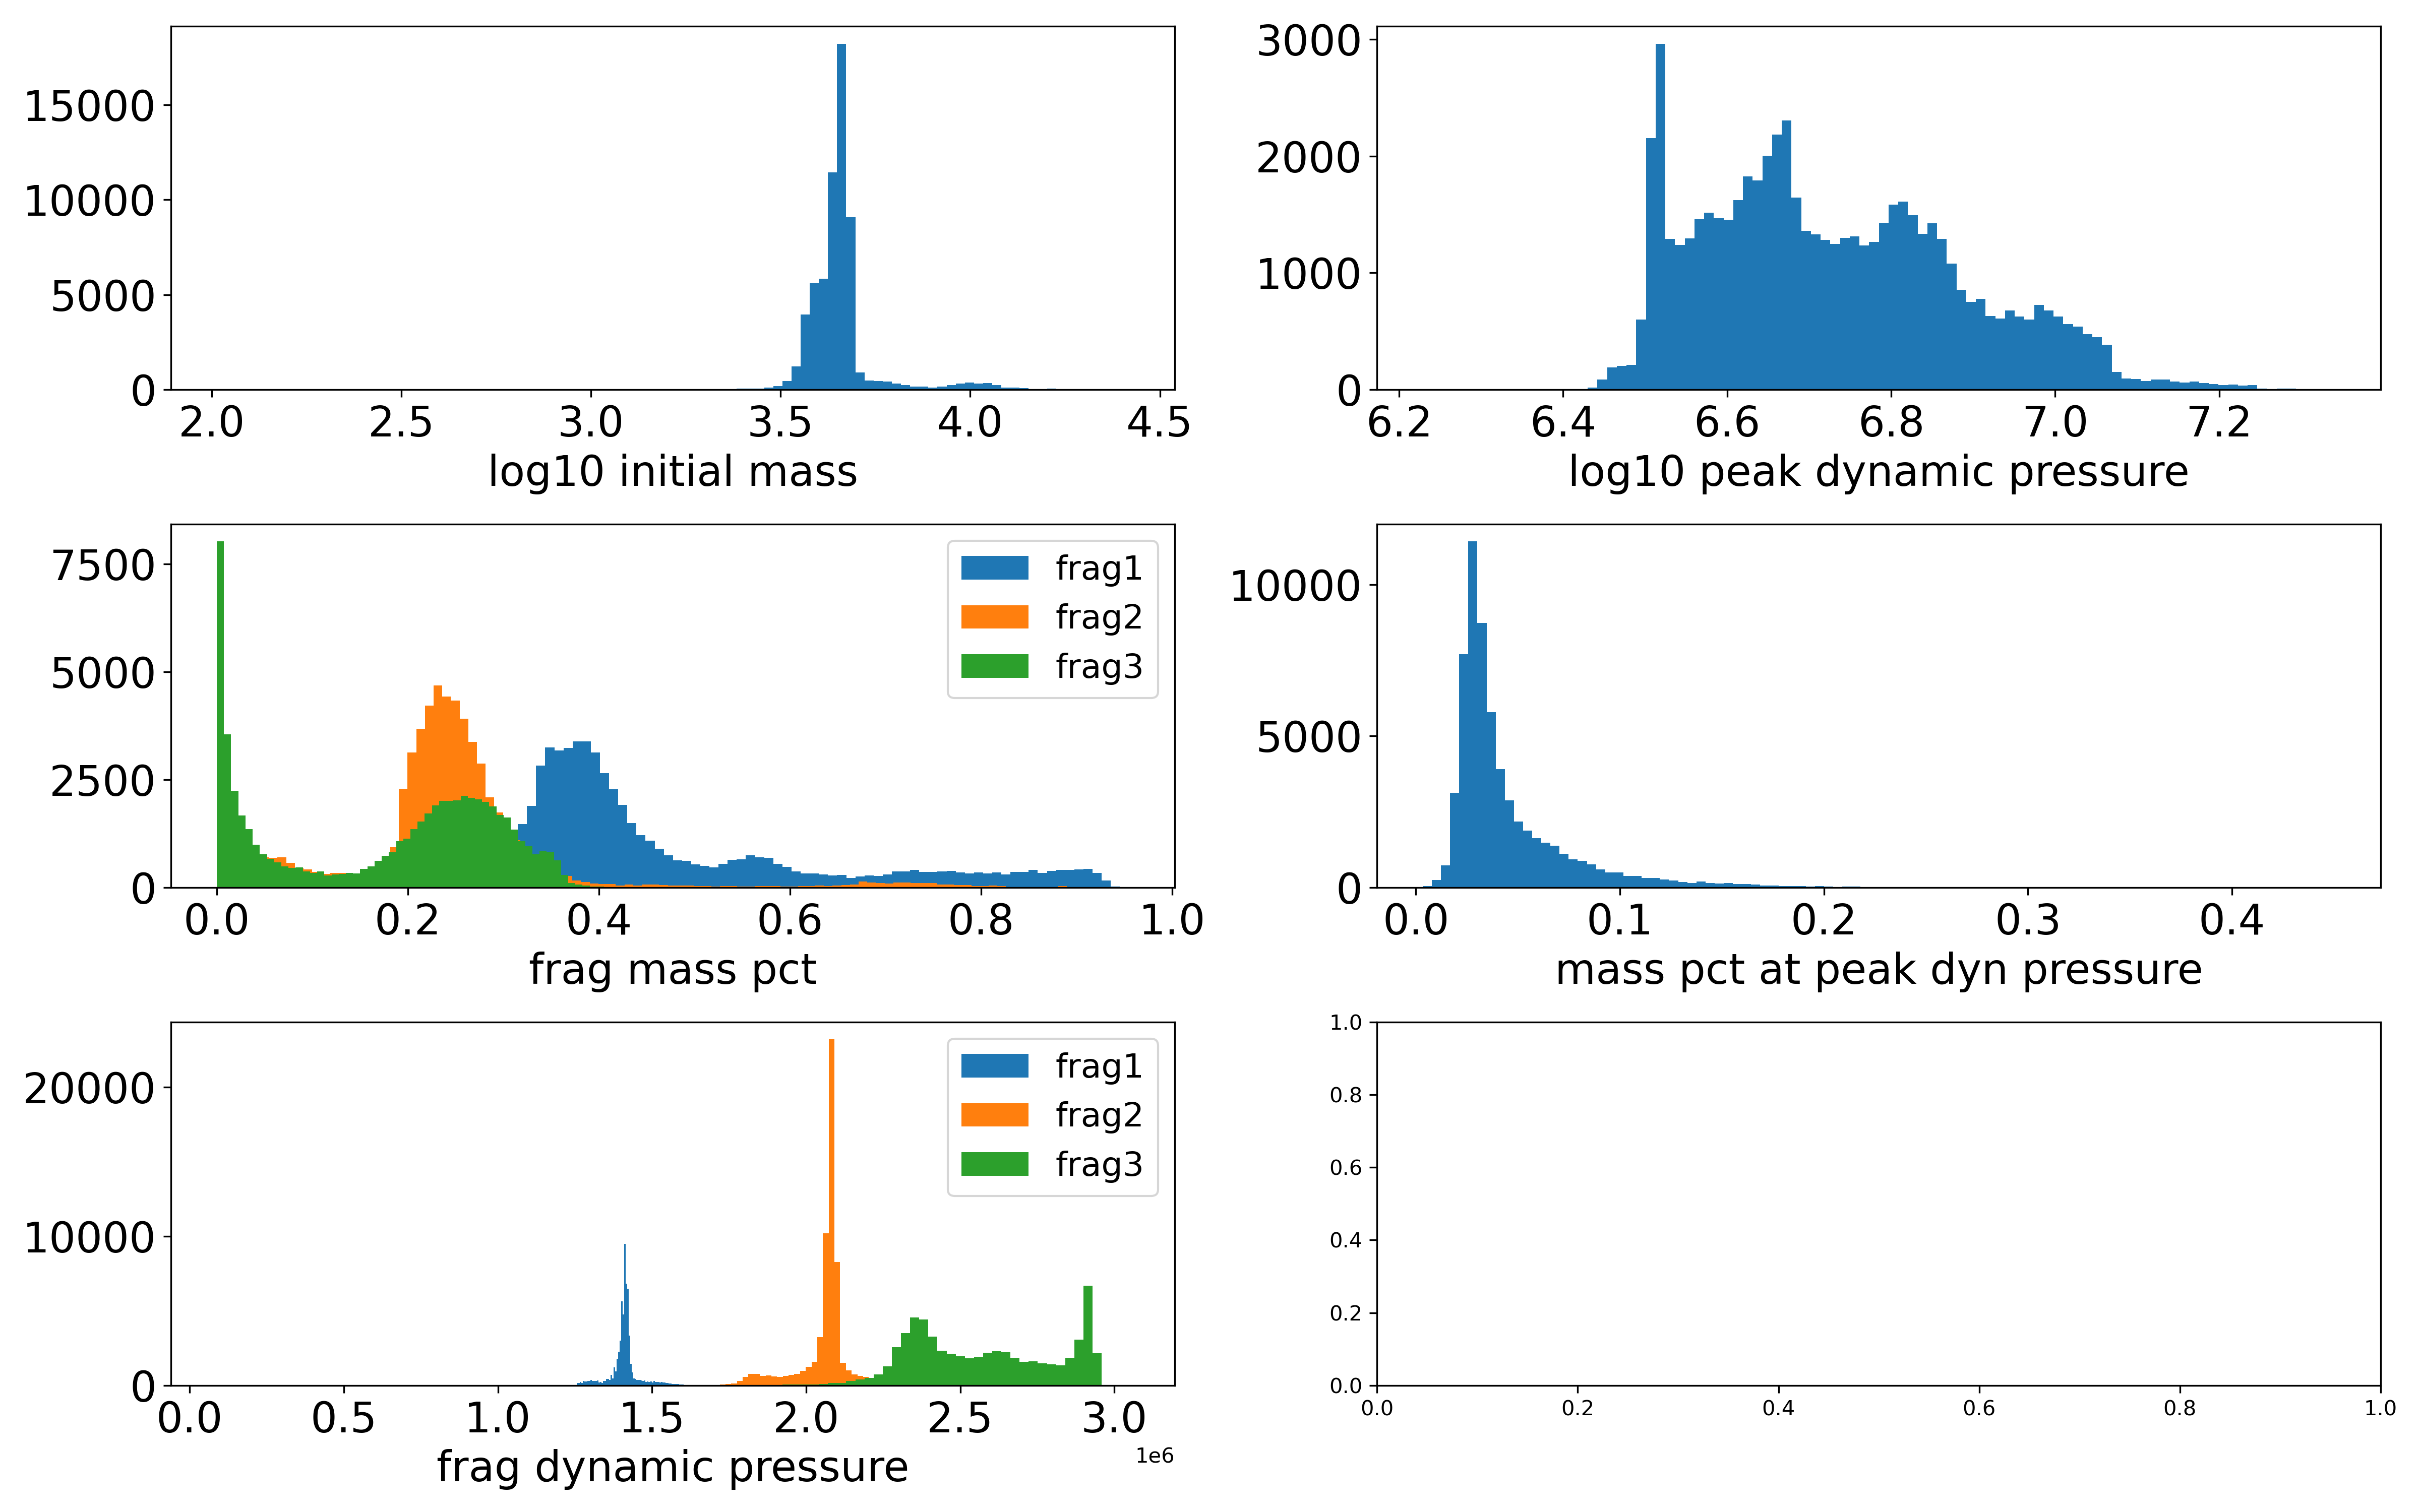 15000
10000
5000
0
2.0 2.5 3.0 3.5 4.0 4.5
log10 initial mass
3000
2000
1000
0
6.2 6.4 6.6 6.8 7.0 7.2
log10 peak dynamic pressure
7500
5000
2500
0
frag1
frag2
frag3
0.0 0.2 0.4 0.6 0.8 1.0
frag mass pct
10000
5000
0
0.0 0.1 0.2 0.3 0.4
mass pct at peak dyn pressure
20000
10000
0
frag1
frag2
frag3
0.0 0.5 1.0 1.5 2.0 2.5 3.0
1e6
frag dynamic pressure
1.0
0.8
0.6
0.4
0.2
0.0
0.0 0.2 0.4 0.6 0.8 1.0